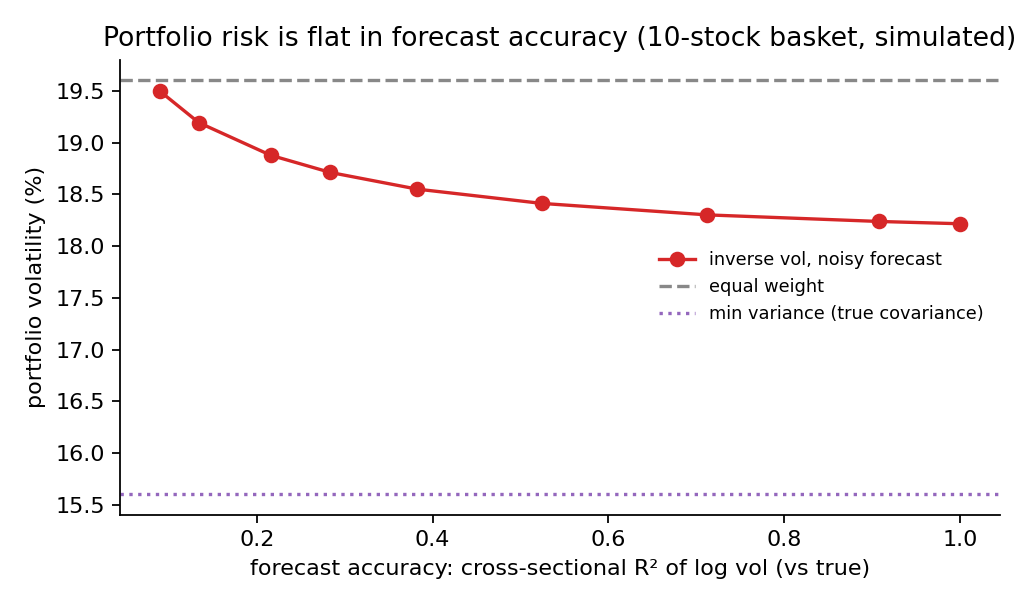 Portfolio risk is flat in forecast accuracy (10-stock basket, simulated)
portfolio volatility (%)
19.5
19.0
18.5
18.0
17.5
17.0
16.5
16.0
15.5
inverse vol, noisy forecast
equal weight
min variance (true covariance)
0.2
0.4
0.6
0.8
1.0
forecast accuracy: cross-sectional R² of log vol (vs true)